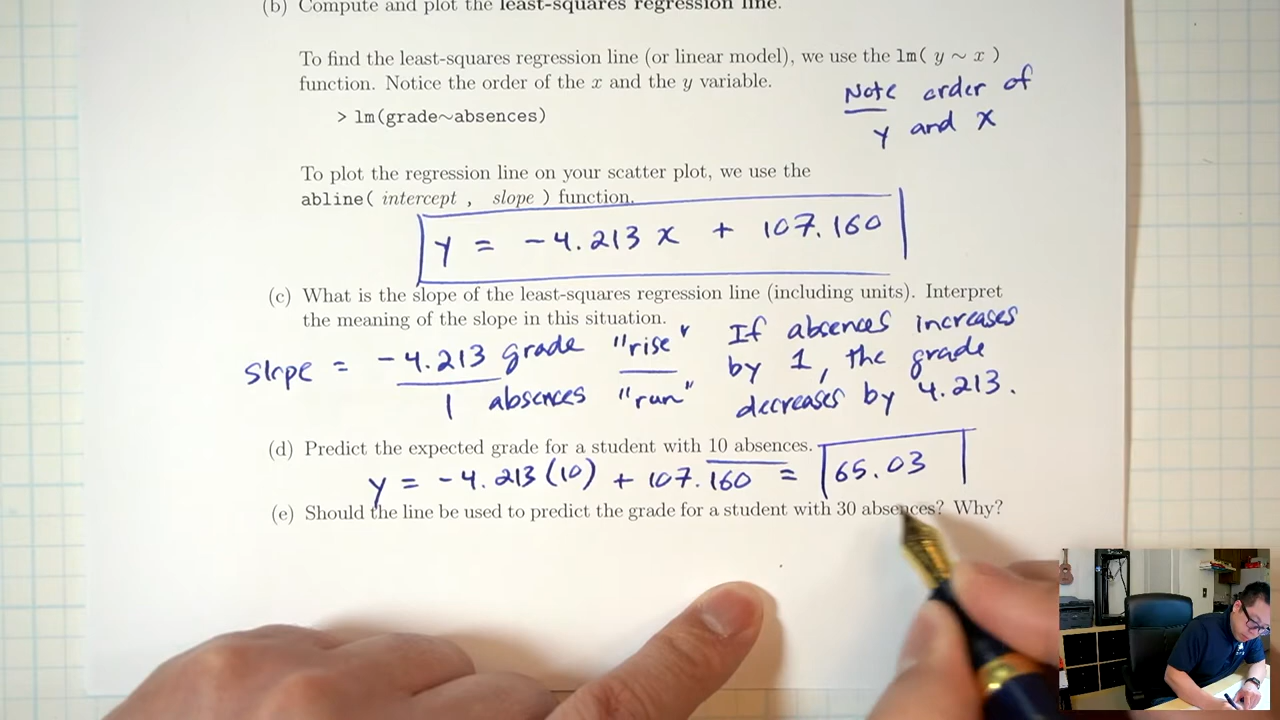 (b) Compute and plot the least-squares regression line.
To find the least-squares regression line (or linear model), we use the lm( y ~ x )
function. Notice the order of the x and the y variable.
Note order of
y and x
> lm(grade~absences)
To plot the regression line on your scatter plot, we use the
abline( intercept , slope ) function.
y = -4.213 x + 107.160
(c) What is the slope of the least-squares regression line (including units). Interpret
the meaning of the slope in this situation.
slope = -4.213 grade "rise"
1 absences "run"
If absences increases
by 1, the grade
decreases by 4.213.
(d) Predict the expected grade for a student with 10 absences.
y = -4.213 (10) + 107.160 = 65.03
(e) Should the line be used to predict the grade for a student with 30 absences? Why?